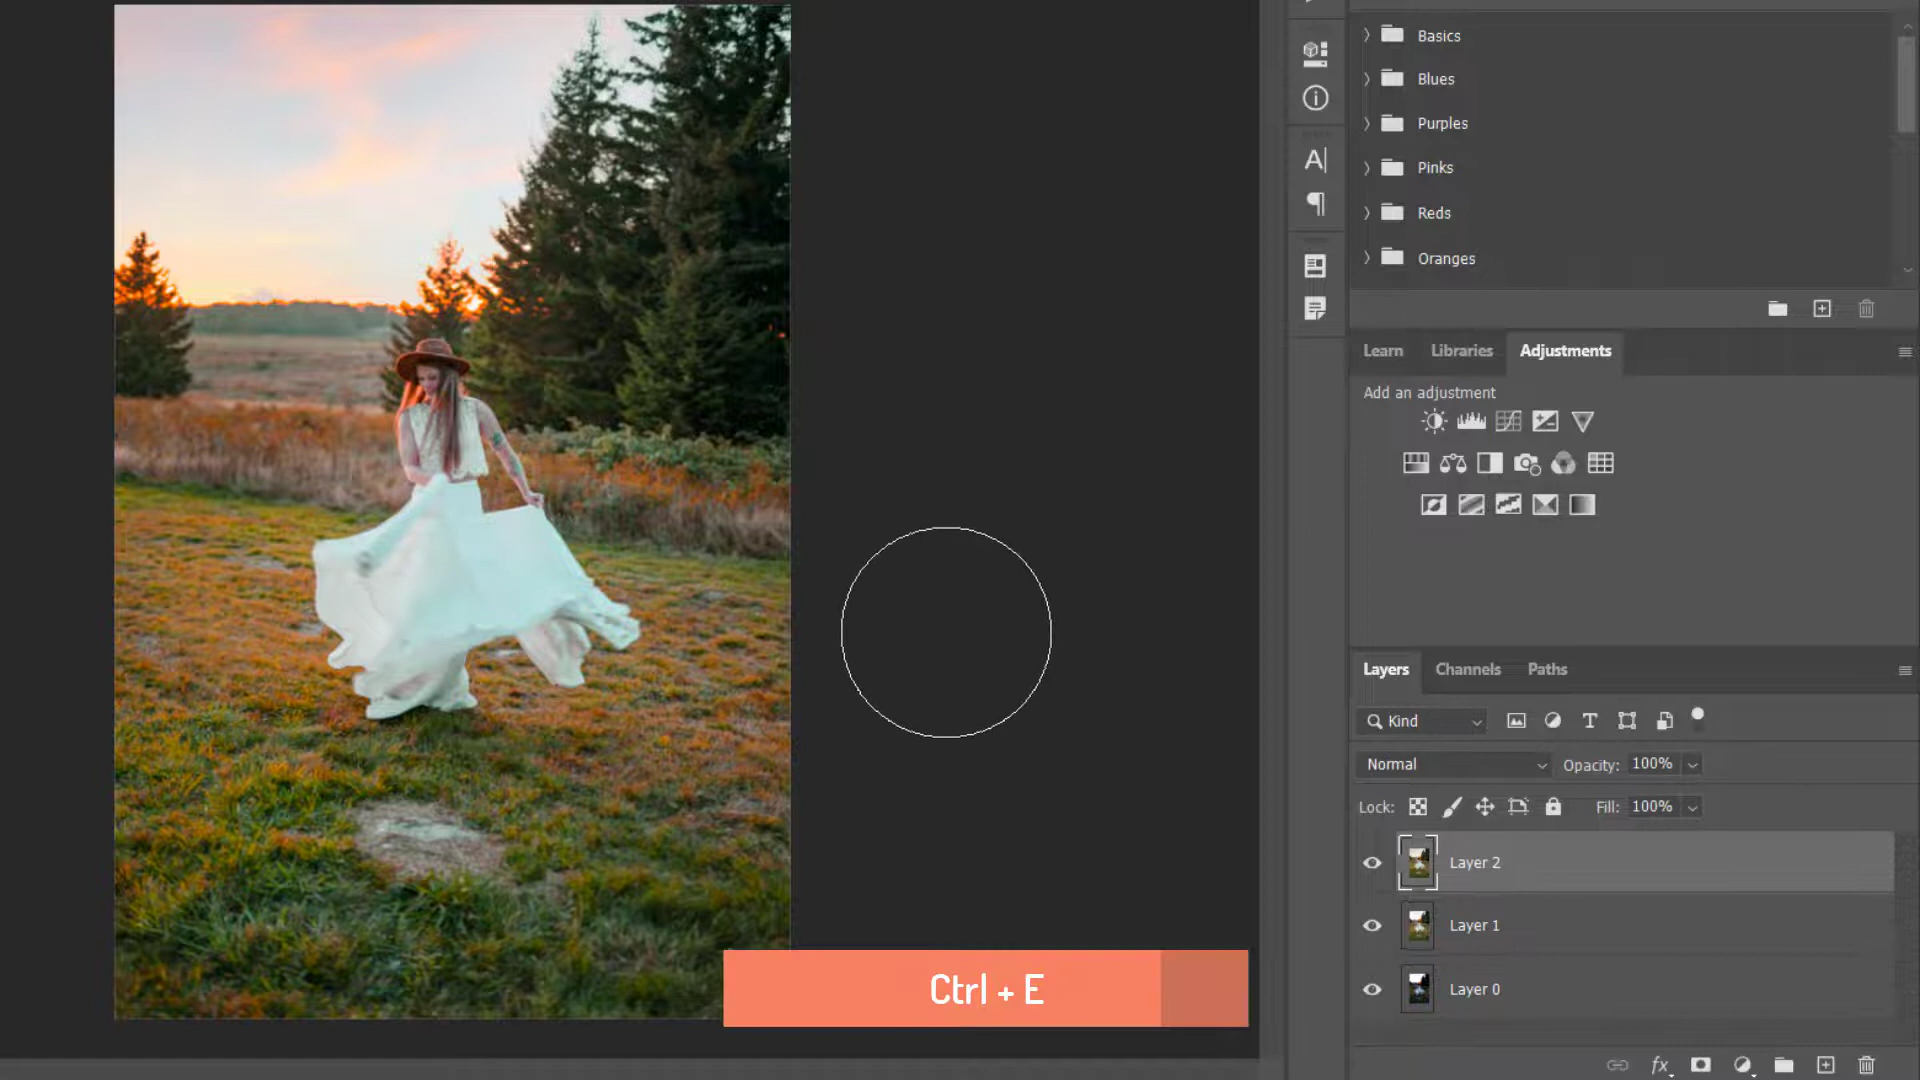 Basics
Blues
Purples
Pinks
Reds
Oranges
Learn Libraries Adjustments
Add an adjustment
Layers Channels Paths
Kind
Normal Opacity: 100%
Lock: Fill: 100%
Layer 2
Layer 1
Layer 0
fx
Ctrl + E